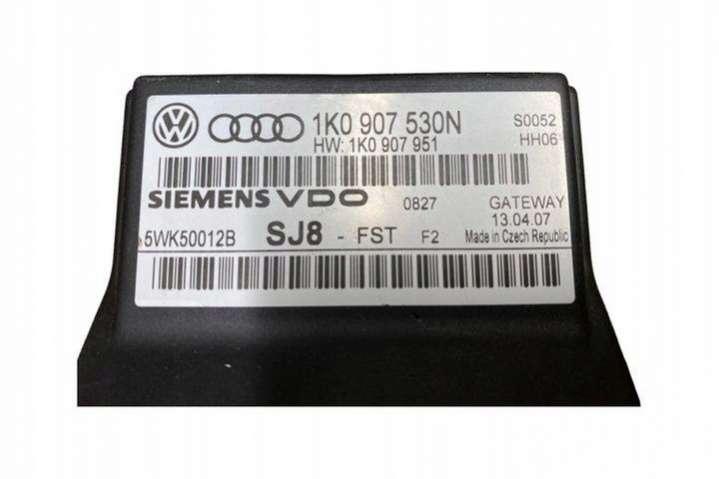 1K0 907 530N S0052
HW: 1K0 907 951 HH06
SIEMENS VDO 0827 GATEWAY
13.04.07
5WK50012B SJ8 - FST F2 Made in Czech Republic